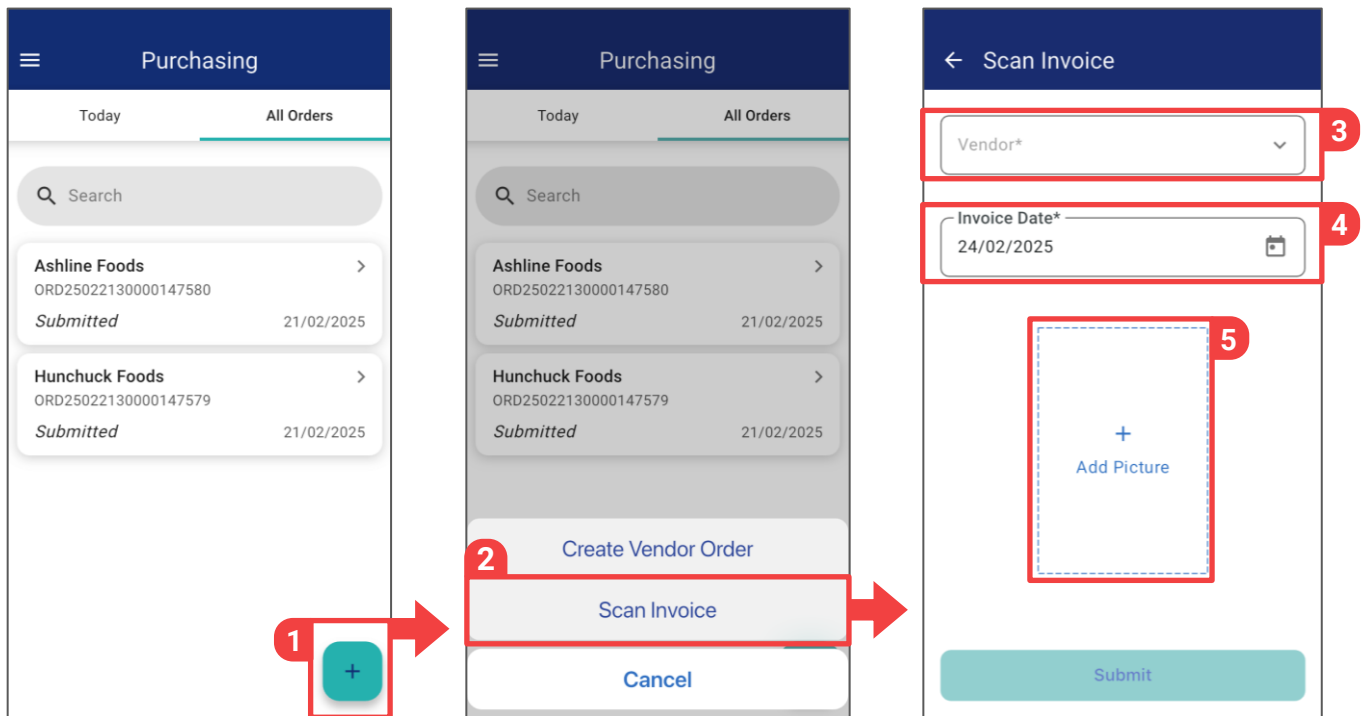 Purchasing
Today All Orders
Search
Ashline Foods
ORD25022130000147580
Submitted 21/02/2025
Hunchuck Foods
ORD25022130000147579
Submitted 21/02/2025
1
+
Purchasing
Today All Orders
Search
Ashline Foods
ORD25022130000147580
Submitted 21/02/2025
Hunchuck Foods
ORD25022130000147579
Submitted 21/02/2025
Create Vendor Order
2
Scan Invoice
Cancel
Scan Invoice
3
Vendor*
4
Invoice Date*
24/02/2025
5
+
Add Picture
Submit